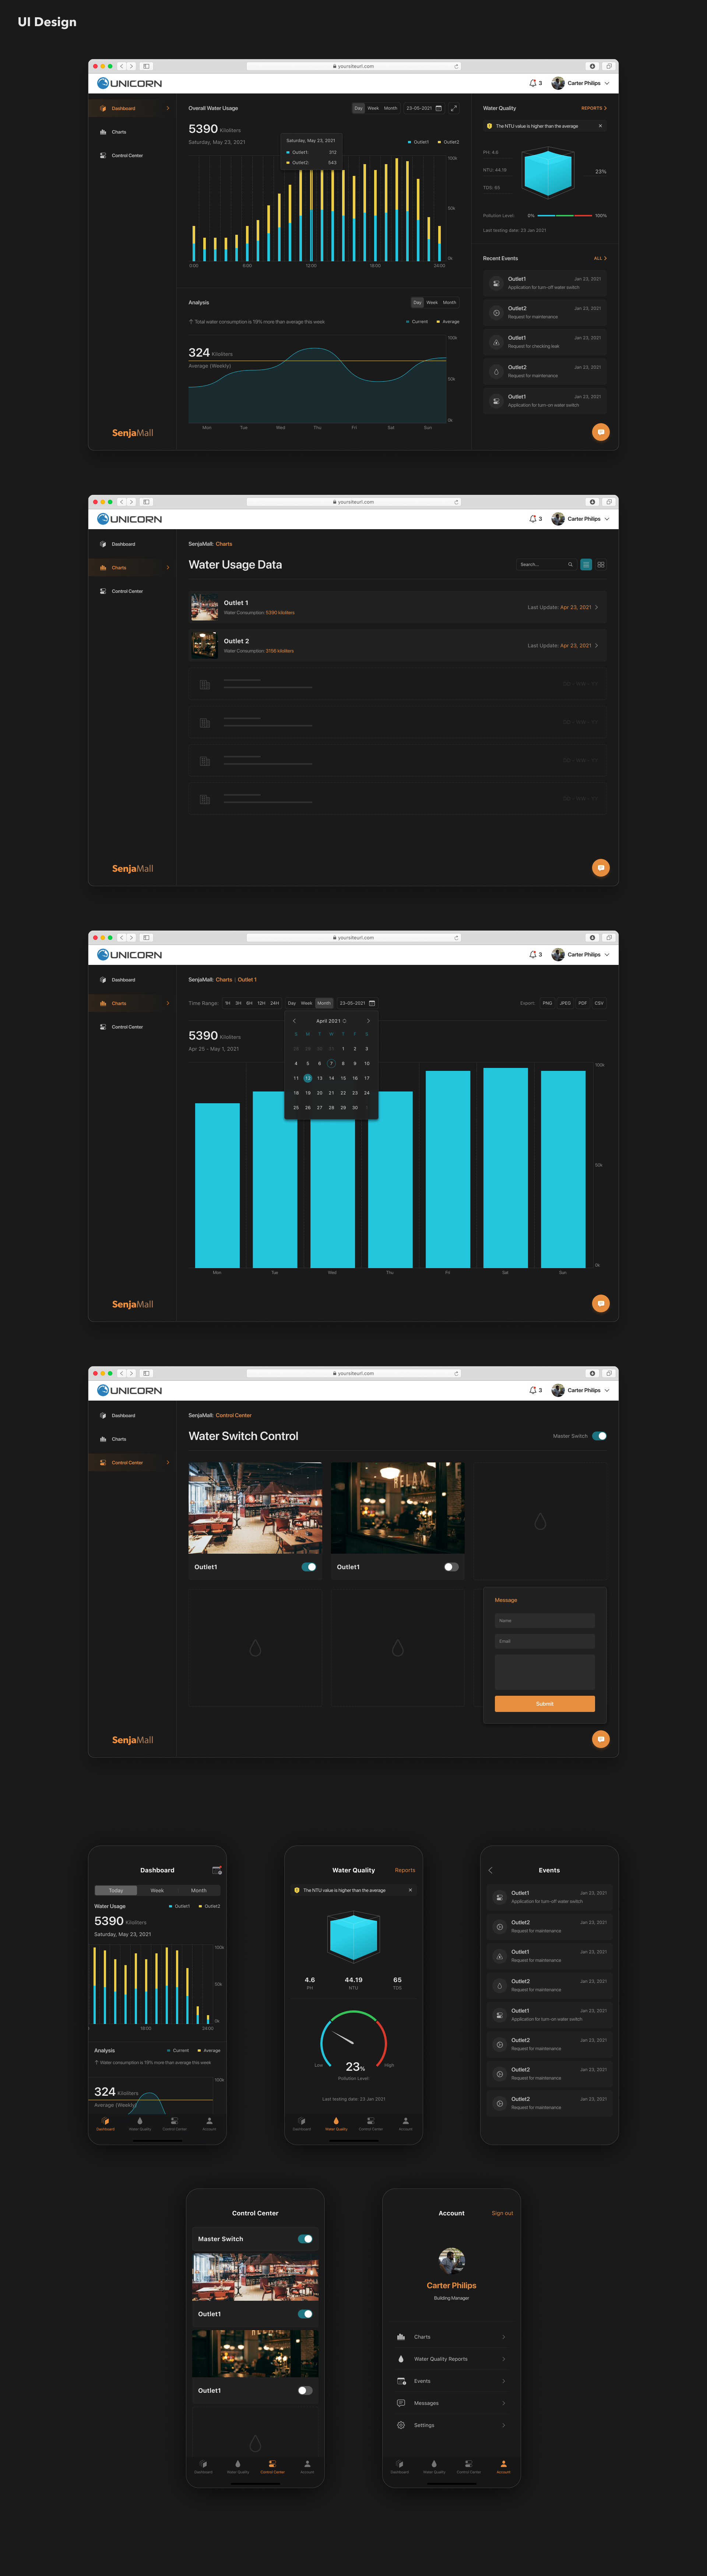 UI Design
yoursiteurl.com
UNICORN
3
Carter Philips
Dashboard
Charts
Control Center
SenjaMall
Overall Water Usage
Day Week Month 23-05-2021
5390 Kiloliters
Saturday, May 23, 2021
Outlet1 Outlet2
Saturday, May 23, 2021
Outlet1: 312
Outlet2: 343
100k
50k
0k
6:00 12:00 18:00 24:00
Analysis
Day Week Month
Total water consumption is 19% more than average this week
Current Average
324 Kiloliters
Average (Weekly)
100k
50k
0k
Mon Tue Wed Thu Fri Sat Sun
Water Quality REPORTS
The NTU value is higher than the average
PH: 4.6
NTU: 44.19
TDS: 65
23%
Pollution Level: 0% 100%
Last testing date: 23 Jan 2021
Recent Events ALL
Outlet1 Jan 23, 2021
Application for turn-off water switch
Outlet2 Jan 23, 2021
Request for maintenance
Outlet1 Jan 23, 2021
Request for checking leak
Outlet2 Jan 23, 2021
Request for maintenance
Outlet1 Jan 23, 2021
Application for turn-on water switch
yoursiteurl.com
UNICORN
3
Carter Philips
Dashboard
Charts
Control Center
SenjaMall
SenjaMall: Charts
Water Usage Data
Search...
Outlet 1
Water Consumption: 5390 kiloliters
Last Update: Apr 23, 2021
Outlet 2
Water Consumption: 3156 kiloliters
Last Update: Apr 23, 2021
yoursiteurl.com
UNICORN
3
Carter Philips
Dashboard
Charts
Control Center
SenjaMall
SenjaMall: Charts | Outlet 1
Time Range: 1H 3H 6H 12H 24H Day Week Month 23-05-2021
Export: PNG JPEG PDF CSV
5390 Kiloliters
Apr 25 – May 1, 2021
April 2021
S M T W T F S
28 29 30 31 1 2 3
4 5 6 7 8 9 10
11 12 13 14 15 16 17
18 19 20 21 22 23 24
25 26 27 28 29 30 1
100k
50k
0k
Mon Tue Wed Thu Fri Sat Sun
yoursiteurl.com
UNICORN
3
Carter Philips
Dashboard
Charts
Control Center
SenjaMall
SenjaMall: Control Center
Water Switch Control
Master Switch
RELAX
Outlet1
Outlet1
Message
Name
Email
Submit
Dashboard
Today Week Month
Water Usage
Outlet1 Outlet2
5390 Kiloliters
Saturday, May 23, 2021
100k
50k
0k
18:00 24:00
Analysis
Current Average
Water consumption is 19% more than average this week
324 Kiloliters
Average (Weekly)
100k
Dashboard Water Quality Control Center Account
Water Quality Reports
The NTU value is higher than the average
4.6 44.19 65
PH NTU TDS
Low High
23%
Pollution Level
Last testing date: 23 Jan 2021
Dashboard Water Quality Control Center Account
Events
Outlet1 Jan 23, 2021
Application for turn-off water switch
Outlet2 Jan 23, 2021
Request for maintenance
Outlet1 Jan 23, 2021
Request for maintenance
Outlet2 Jan 23, 2021
Request for maintenance
Outlet1 Jan 23, 2021
Application for turn-on water switch
Outlet2 Jan 23, 2021
Request for maintenance
Outlet2 Jan 23, 2021
Request for maintenance
Outlet2 Jan 23, 2021
Request for maintenance
Control Center
Master Switch
Outlet1
Outlet1
Dashboard Water Quality Control Center Account
Account Sign out
Carter Philips
Building Manager
Charts
Water Quality Reports
Events
Messages
Settings
Dashboard Water Quality Control Center Account